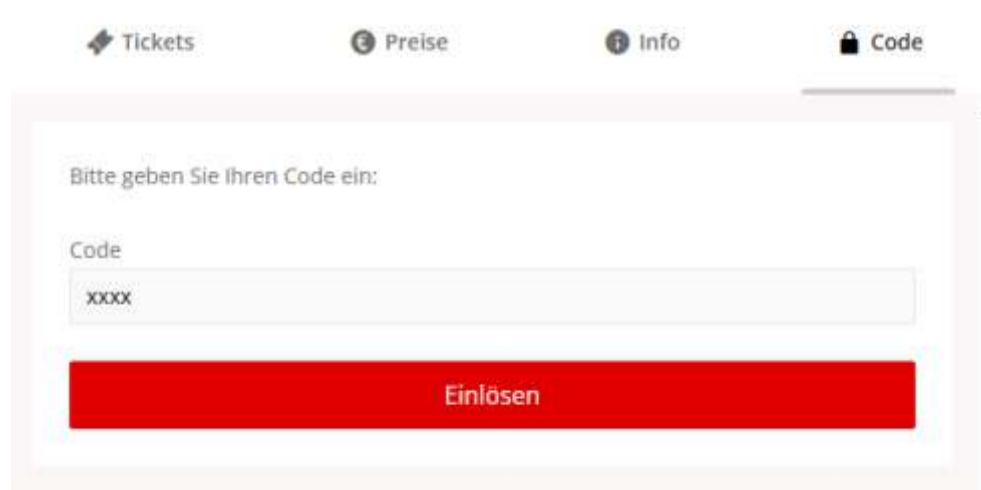 Tickets Preise Info Code
Bitte geben Sie Ihren Code ein:
Code
xxxx
Einlösen